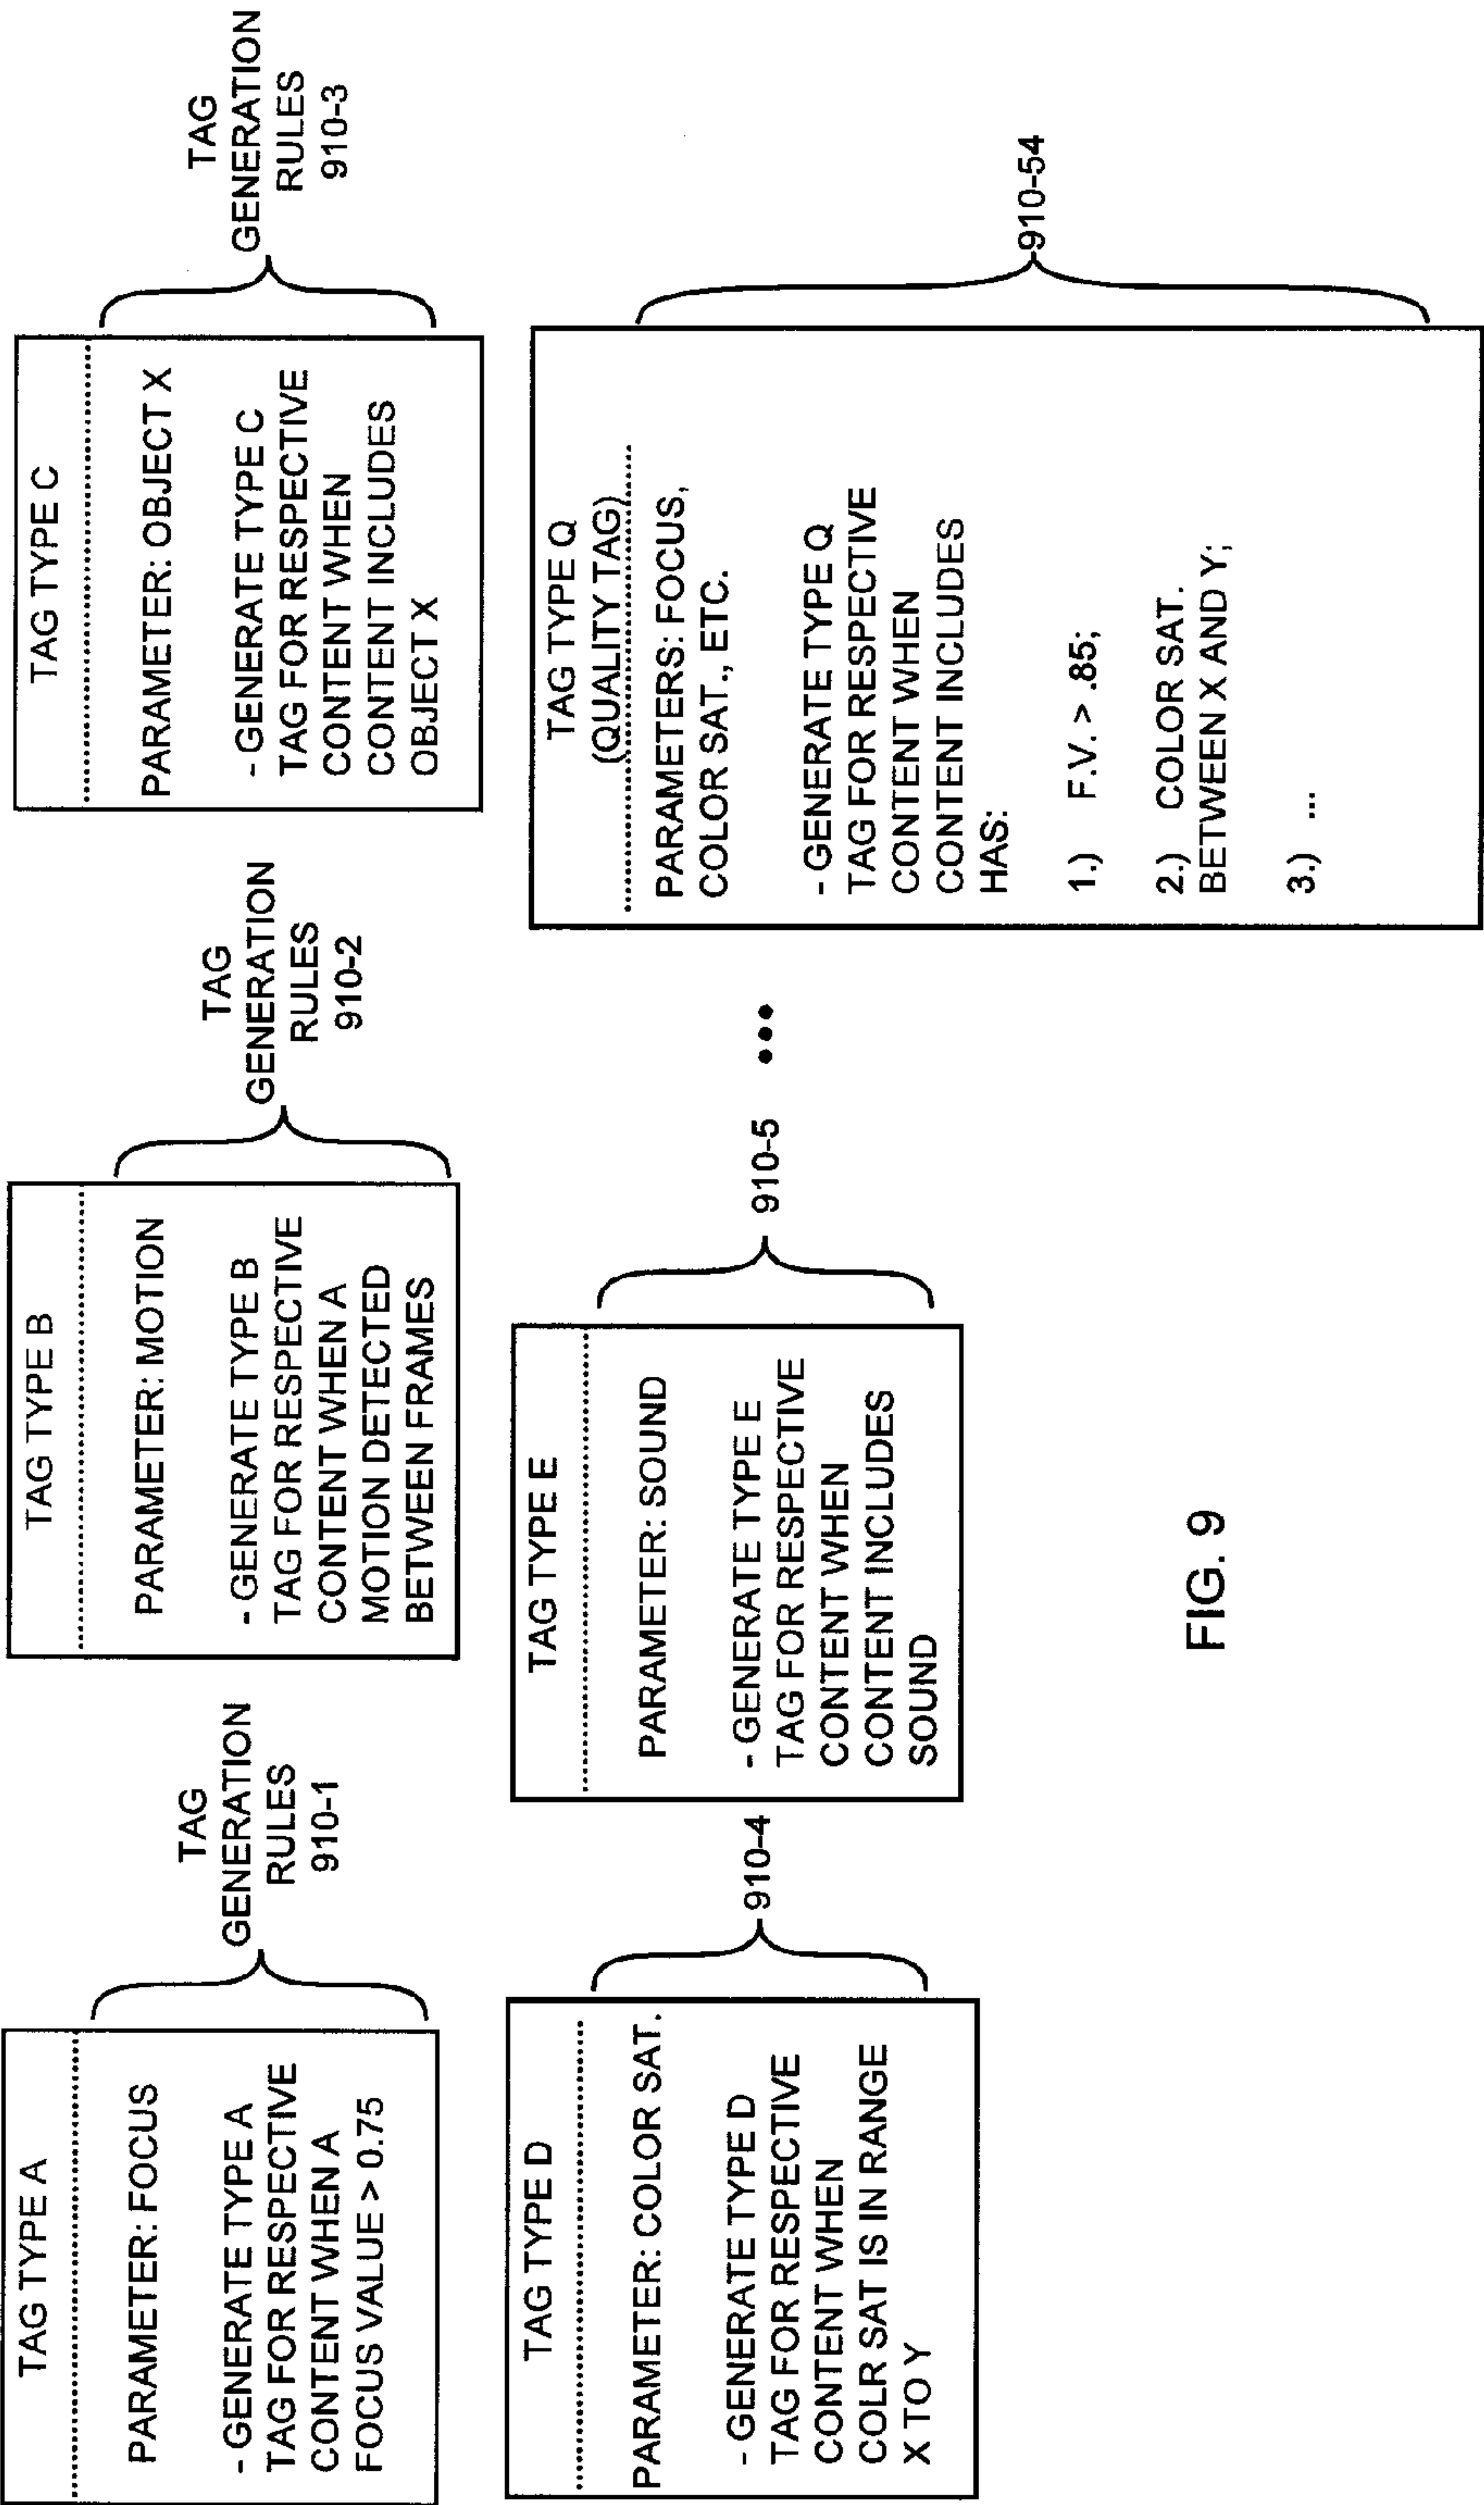 TAG TYPE A
PARAMETER: FOCUS
- GENERATE TYPE A
TAG FOR RESPECTIVE
CONTENT WHEN A
FOCUS VALUE > 0.75
TAG
GENERATION
RULES
910-1
TAG TYPE B
PARAMETER: MOTION
- GENERATE TYPE B
TAG FOR RESPECTIVE
CONTENT WHEN A
MOTION DETECTED
BETWEEN FRAMES
TAG
GENERATION
RULES
910-2
TAG TYPE C
PARAMETER: OBJECT X
- GENERATE TYPE C
TAG FOR RESPECTIVE
CONTENT WHEN
CONTENT INCLUDES
OBJECT X
TAG
GENERATION
RULES
910-3
TAG TYPE D
PARAMETER: COLOR SAT.
- GENERATE TYPE D
TAG FOR RESPECTIVE
CONTENT WHEN
COLR SAT IS IN RANGE
X TO Y
910-4
TAG TYPE E
PARAMETER: SOUND
- GENERATE TYPE E
TAG FOR RESPECTIVE
CONTENT WHEN
CONTENT INCLUDES
SOUND
910-5
•••
TAG TYPE Q
(QUALITY TAG)
PARAMETERS: FOCUS,
COLOR SAT., ETC.
- GENERATE TYPE Q
TAG FOR RESPECTIVE
CONTENT WHEN
CONTENT INCLUDES
HAS:
1.) F.V. > .85;
2.) COLOR SAT.
BETWEEN X AND Y;
3.) ...
910-54
FIG. 9